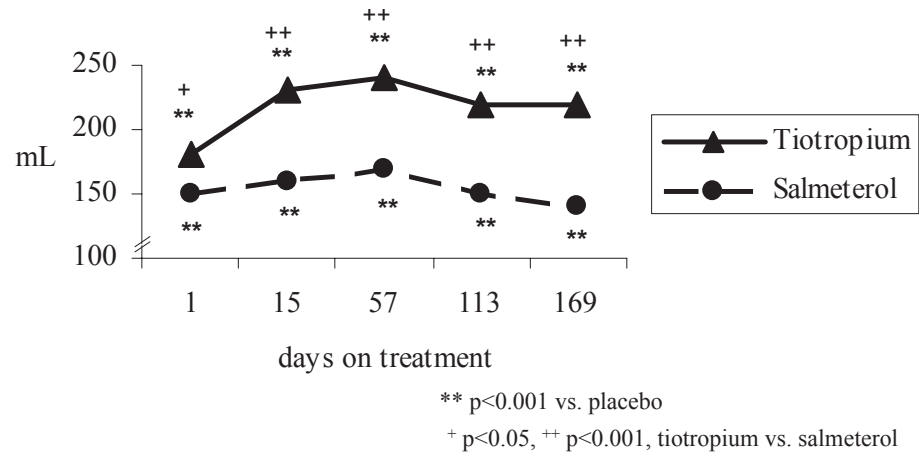 ++ ++
++ ** ** ++
250 ** **
+
**
200
mL
Tiotropium
150
Salmeterol
** ** ** ** **
100
1 15 57 113 169
days on treatment
** p<0.001 vs. placebo
+ p<0.05, ++ p<0.001, tiotropium vs. salmeterol